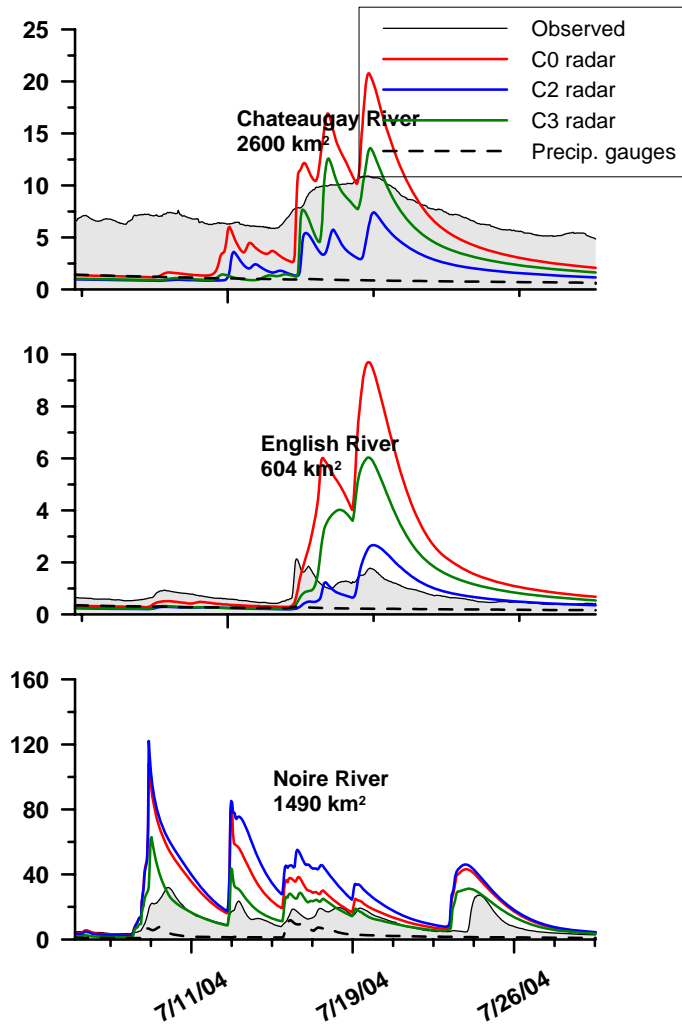 25
20
15
10
5
0
Observed
C0 radar
C2 radar
C3 radar
Precip. gauges
Chateaugay River
2600 km²
10
8
6
4
2
0
English River
604 km²
160
120
80
40
0
Noire River
1490 km²
7/11/04
7/19/04
7/26/04